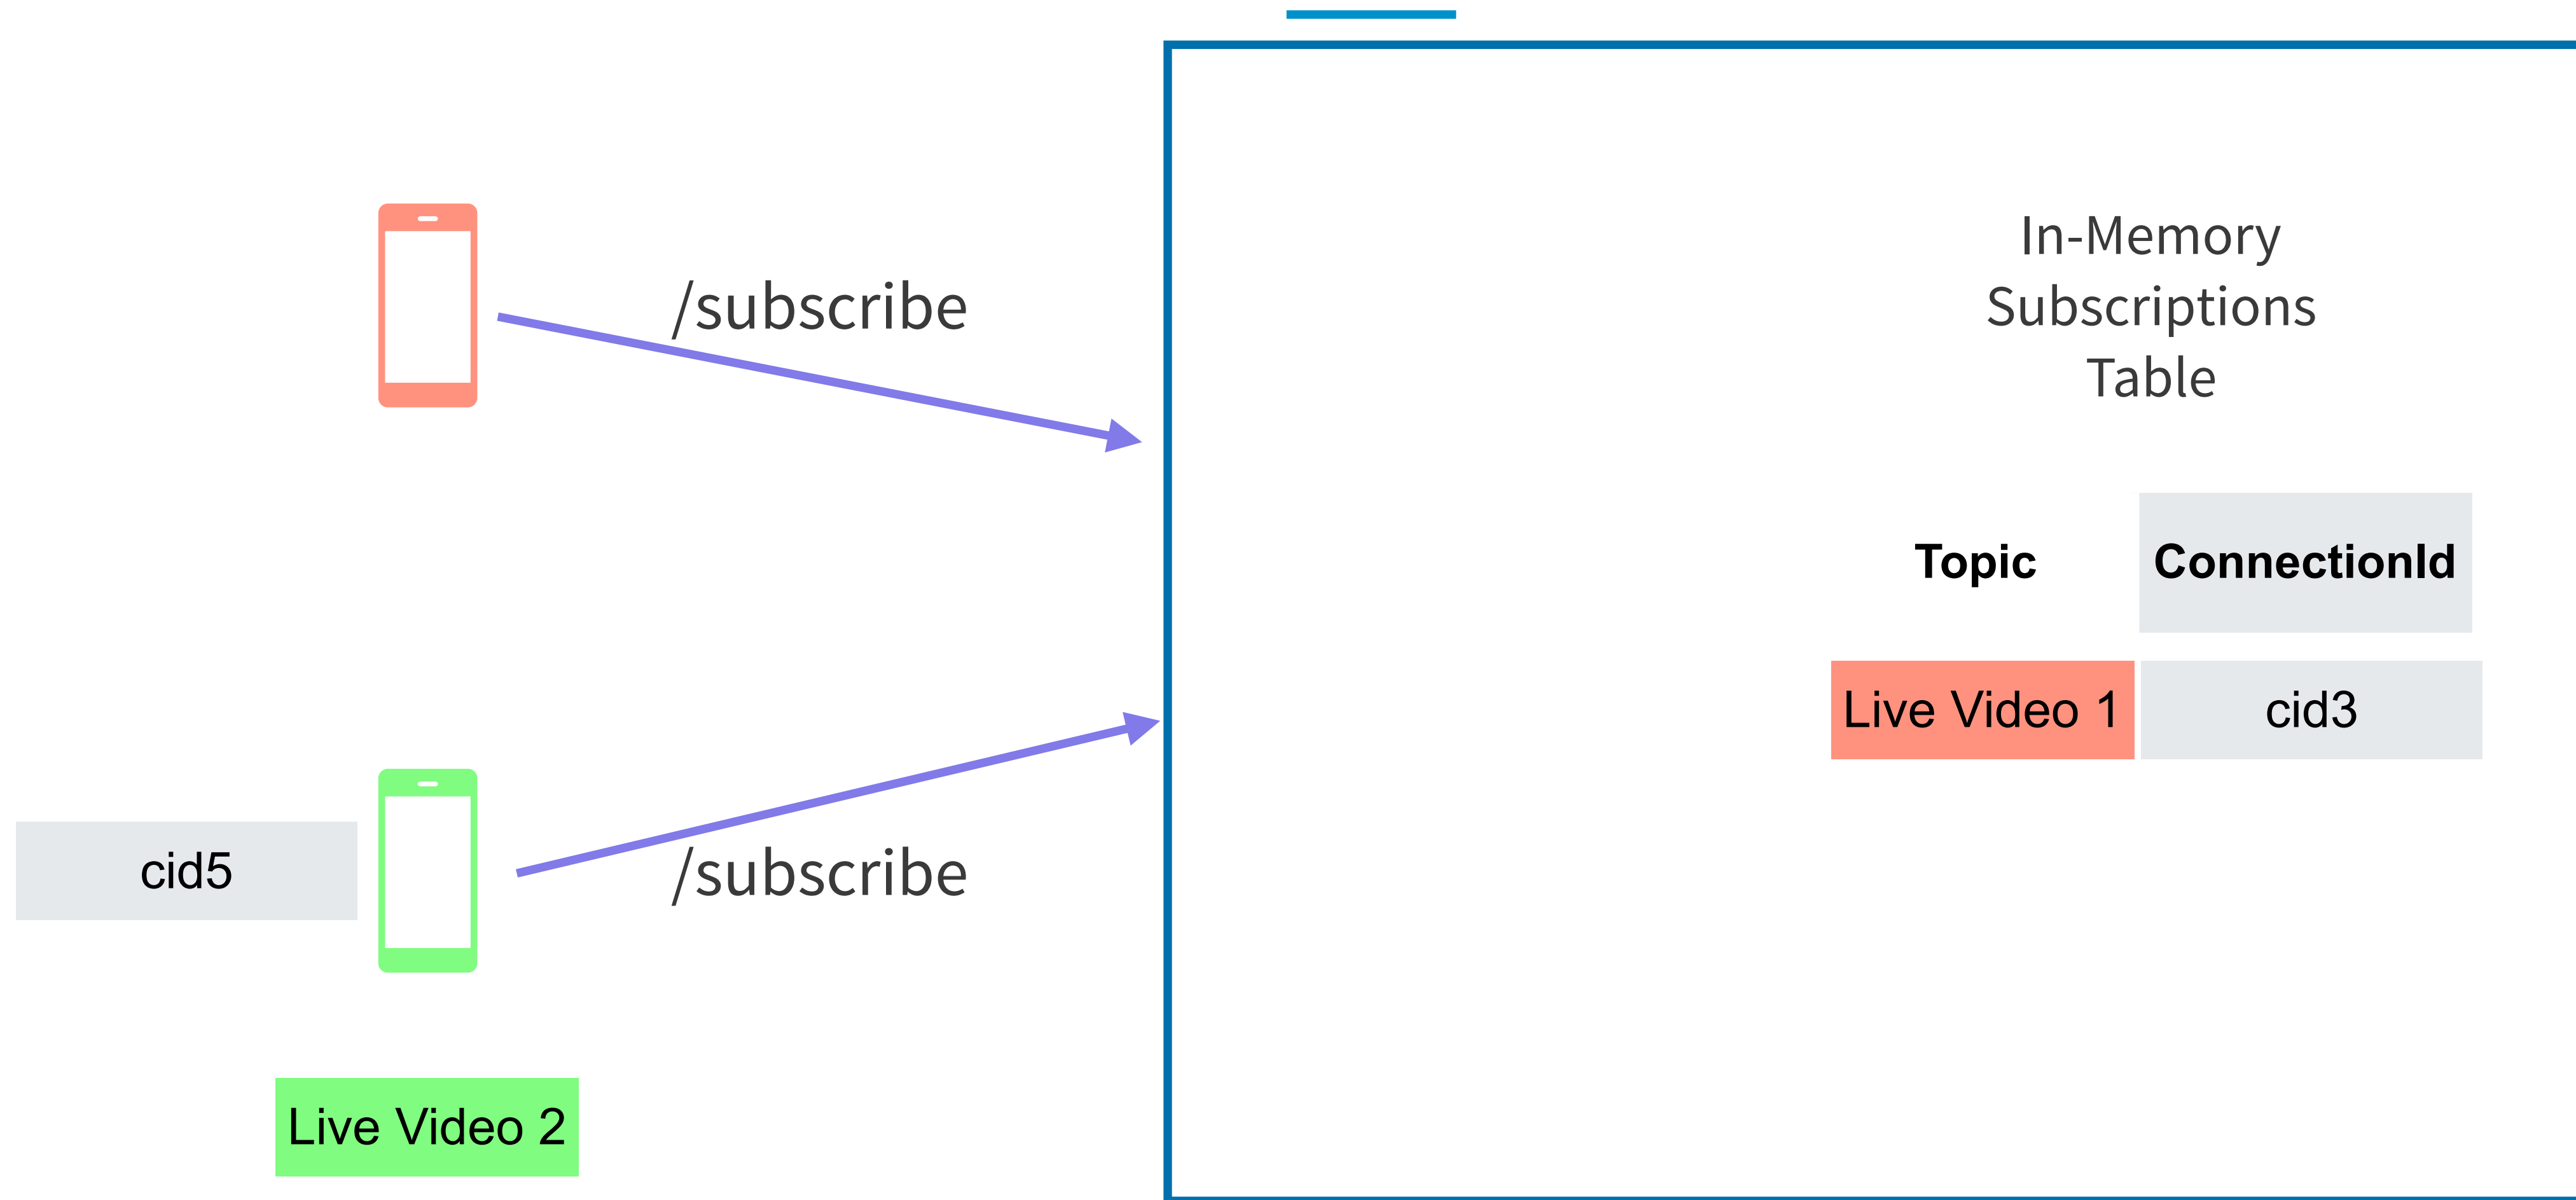 /subscribe
cid5
/subscribe
Live Video 2
In-Memory
Subscriptions
Table
Topic ConnectionId
Live Video 1 cid3